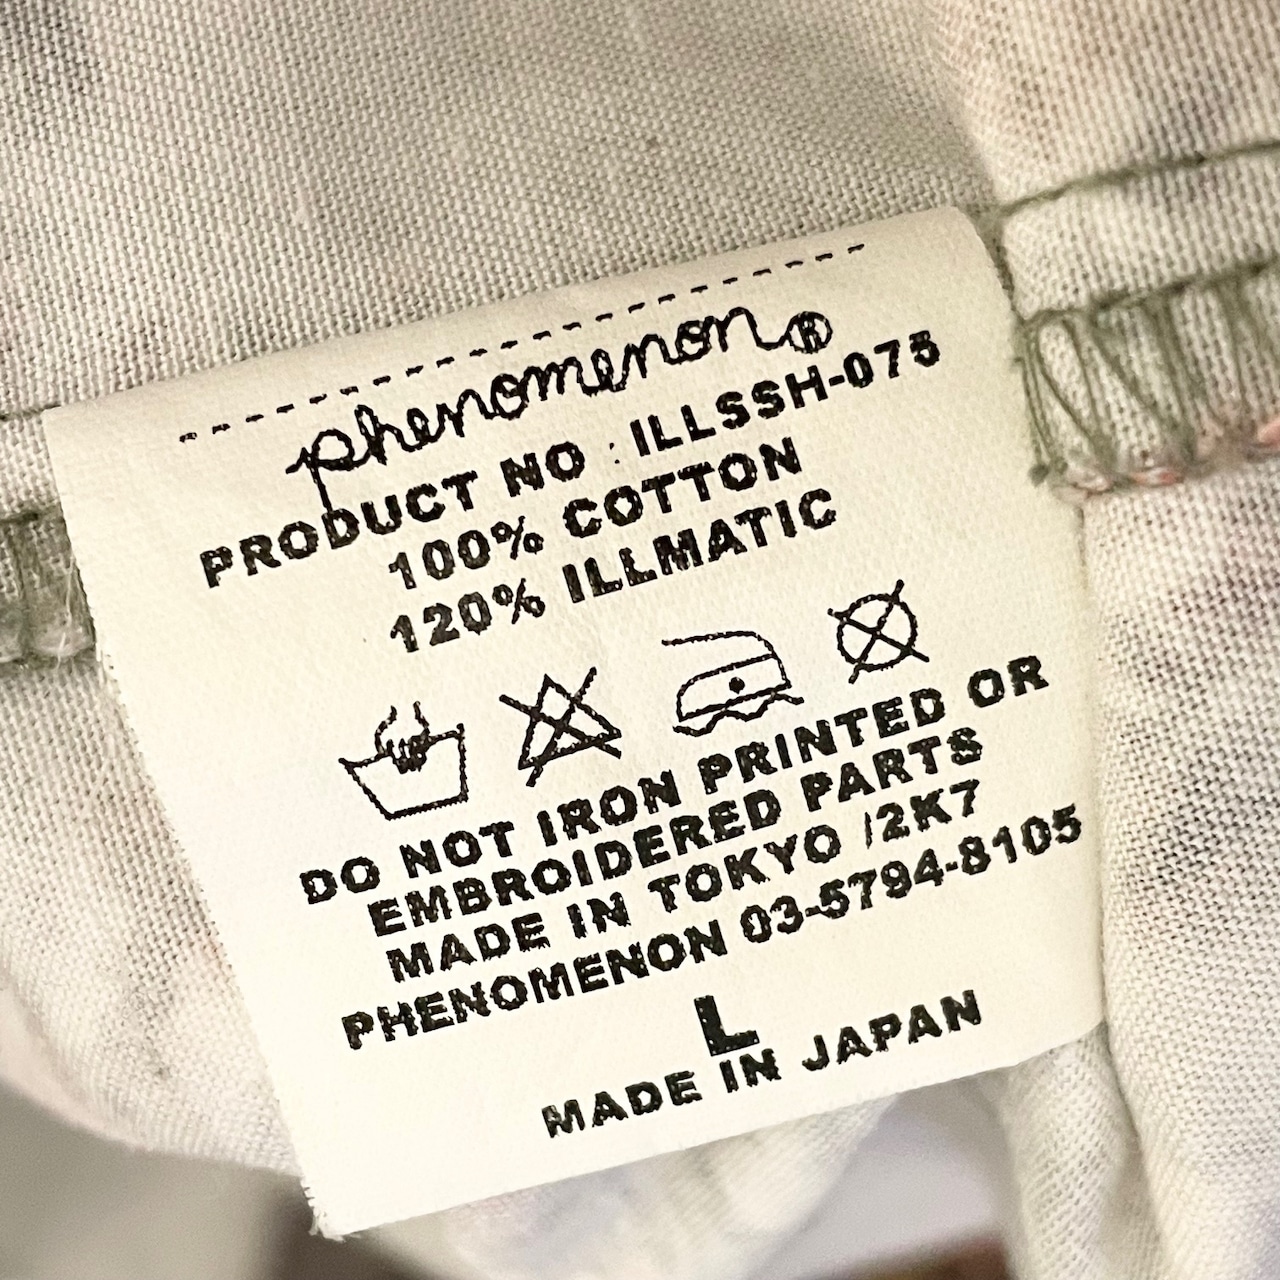 phenomenon®
PRODUCT NO : ILLSSH-075
100% COTTON
120% ILLMATIC
DO NOT IRON PRINTED OR
EMBROIDERED PARTS
MADE IN TOKYO /2K7
PHENOMENON 03-5794-8105
L
MADE IN JAPAN